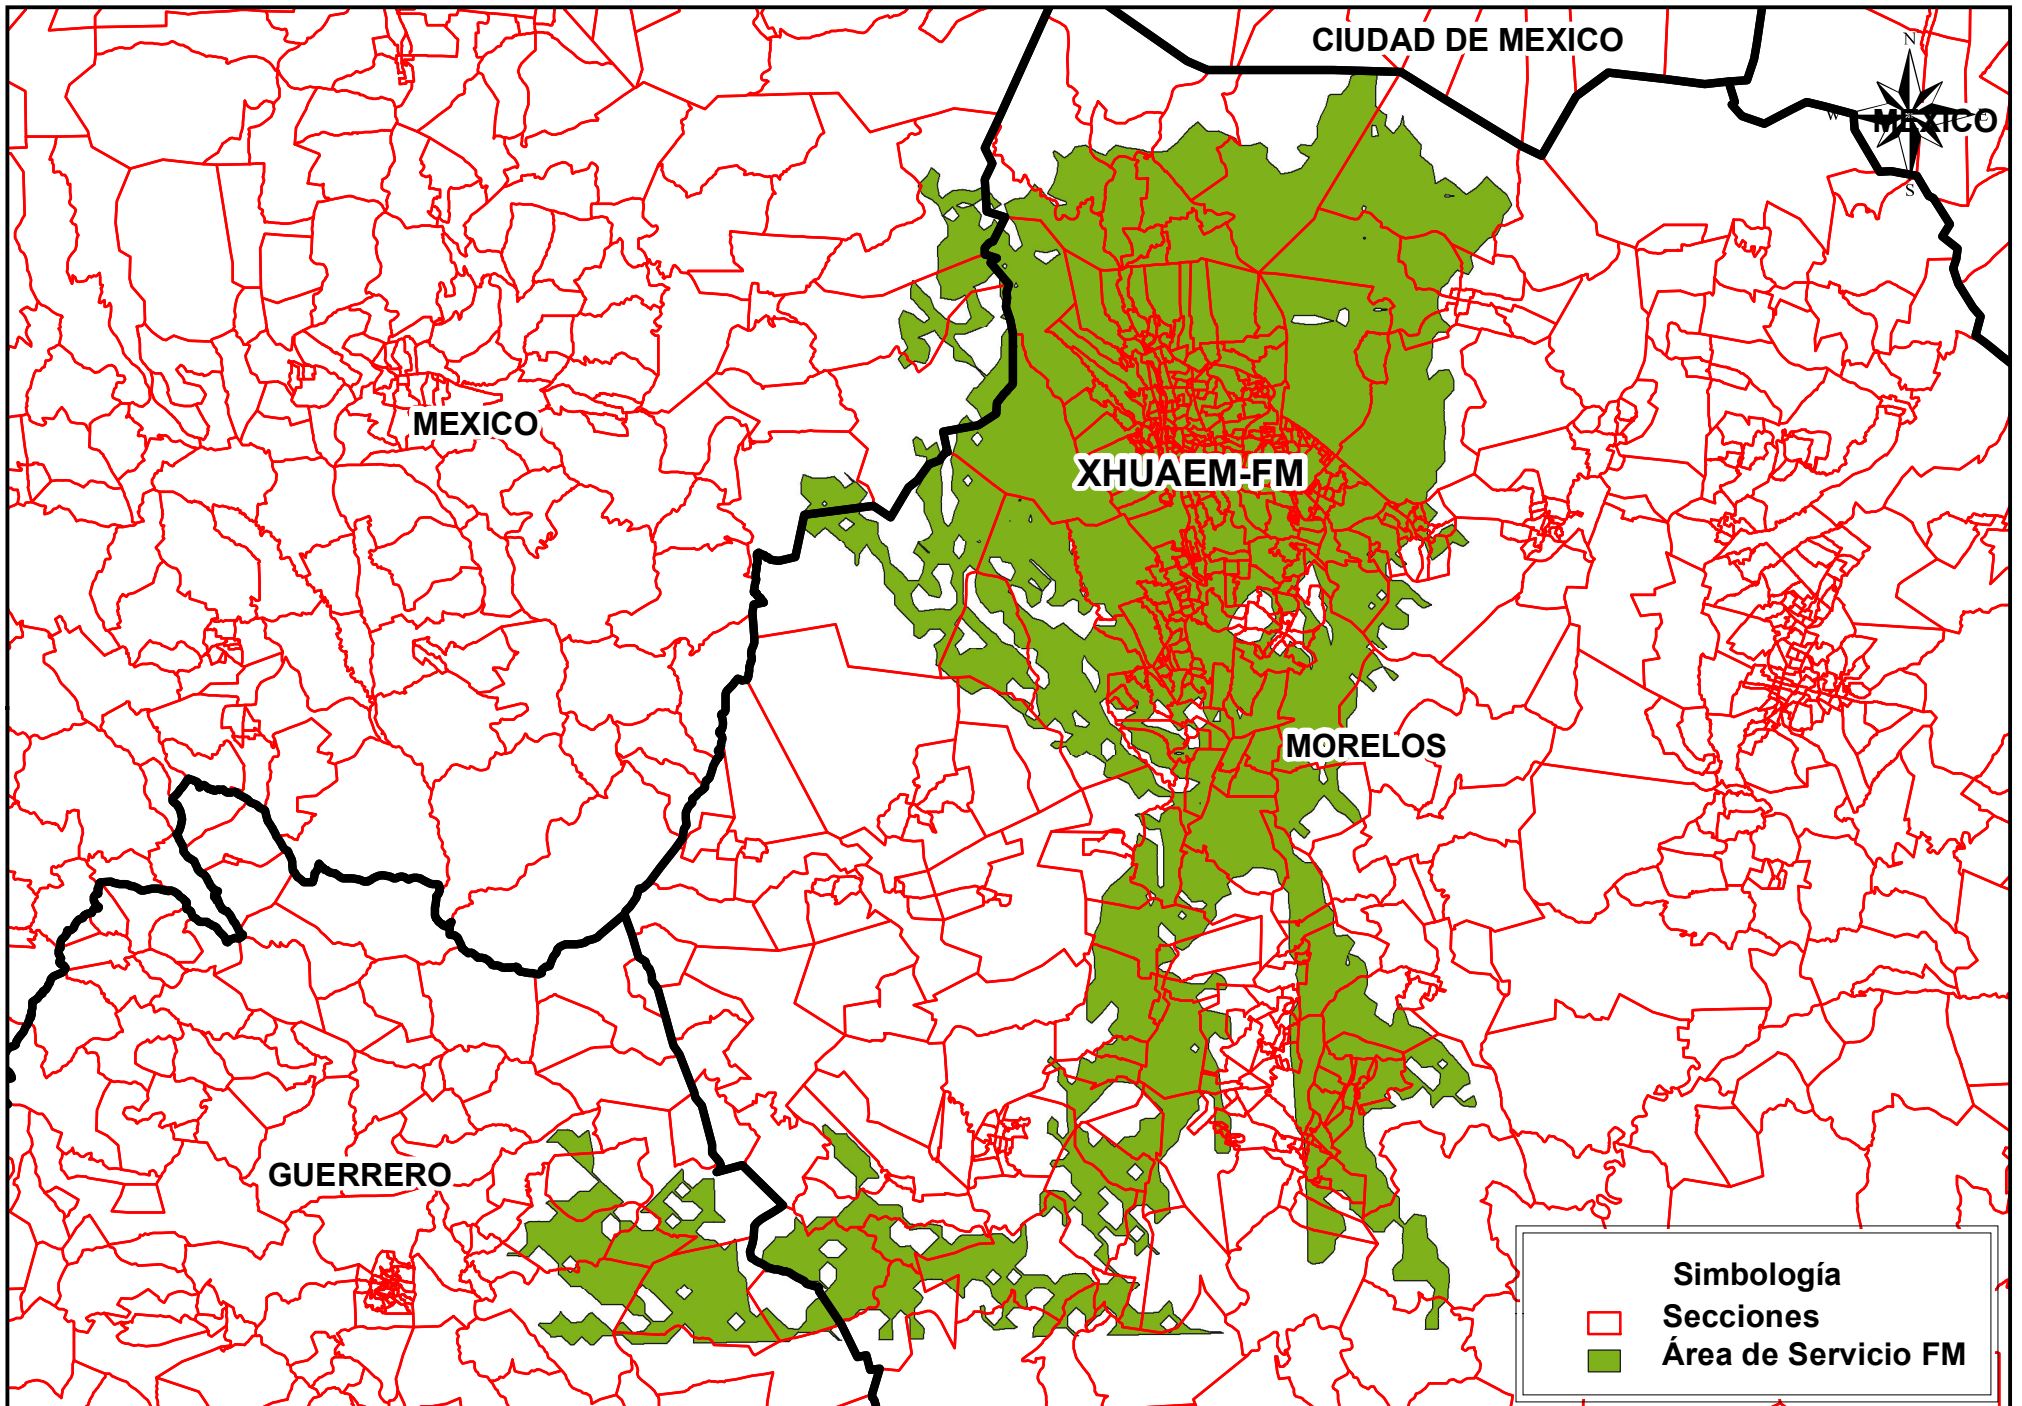 CIUDAD DE MEXICO
N
W
E
MEXICO
S
MEXICO
XHUAEM-FM
MORELOS
GUERRERO
Simbología
Secciones
Área de Servicio FM